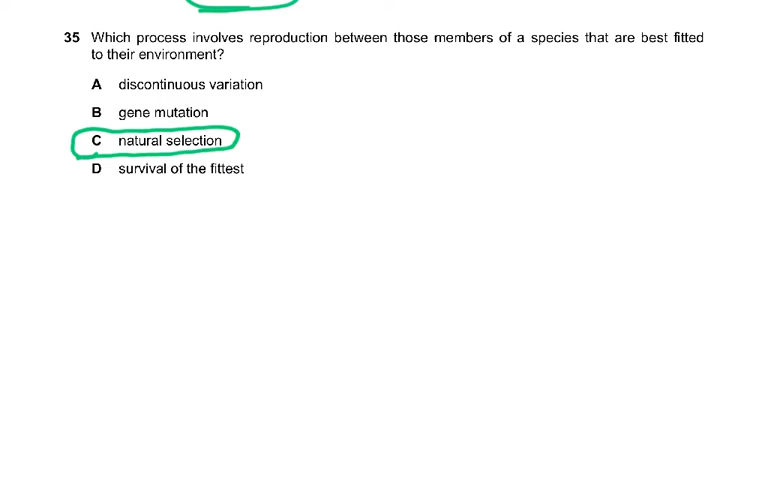 35 Which process involves reproduction between those members of a species that are best fitted
to their environment?
A discontinuous variation
B gene mutation
C natural selection
D survival of the fittest